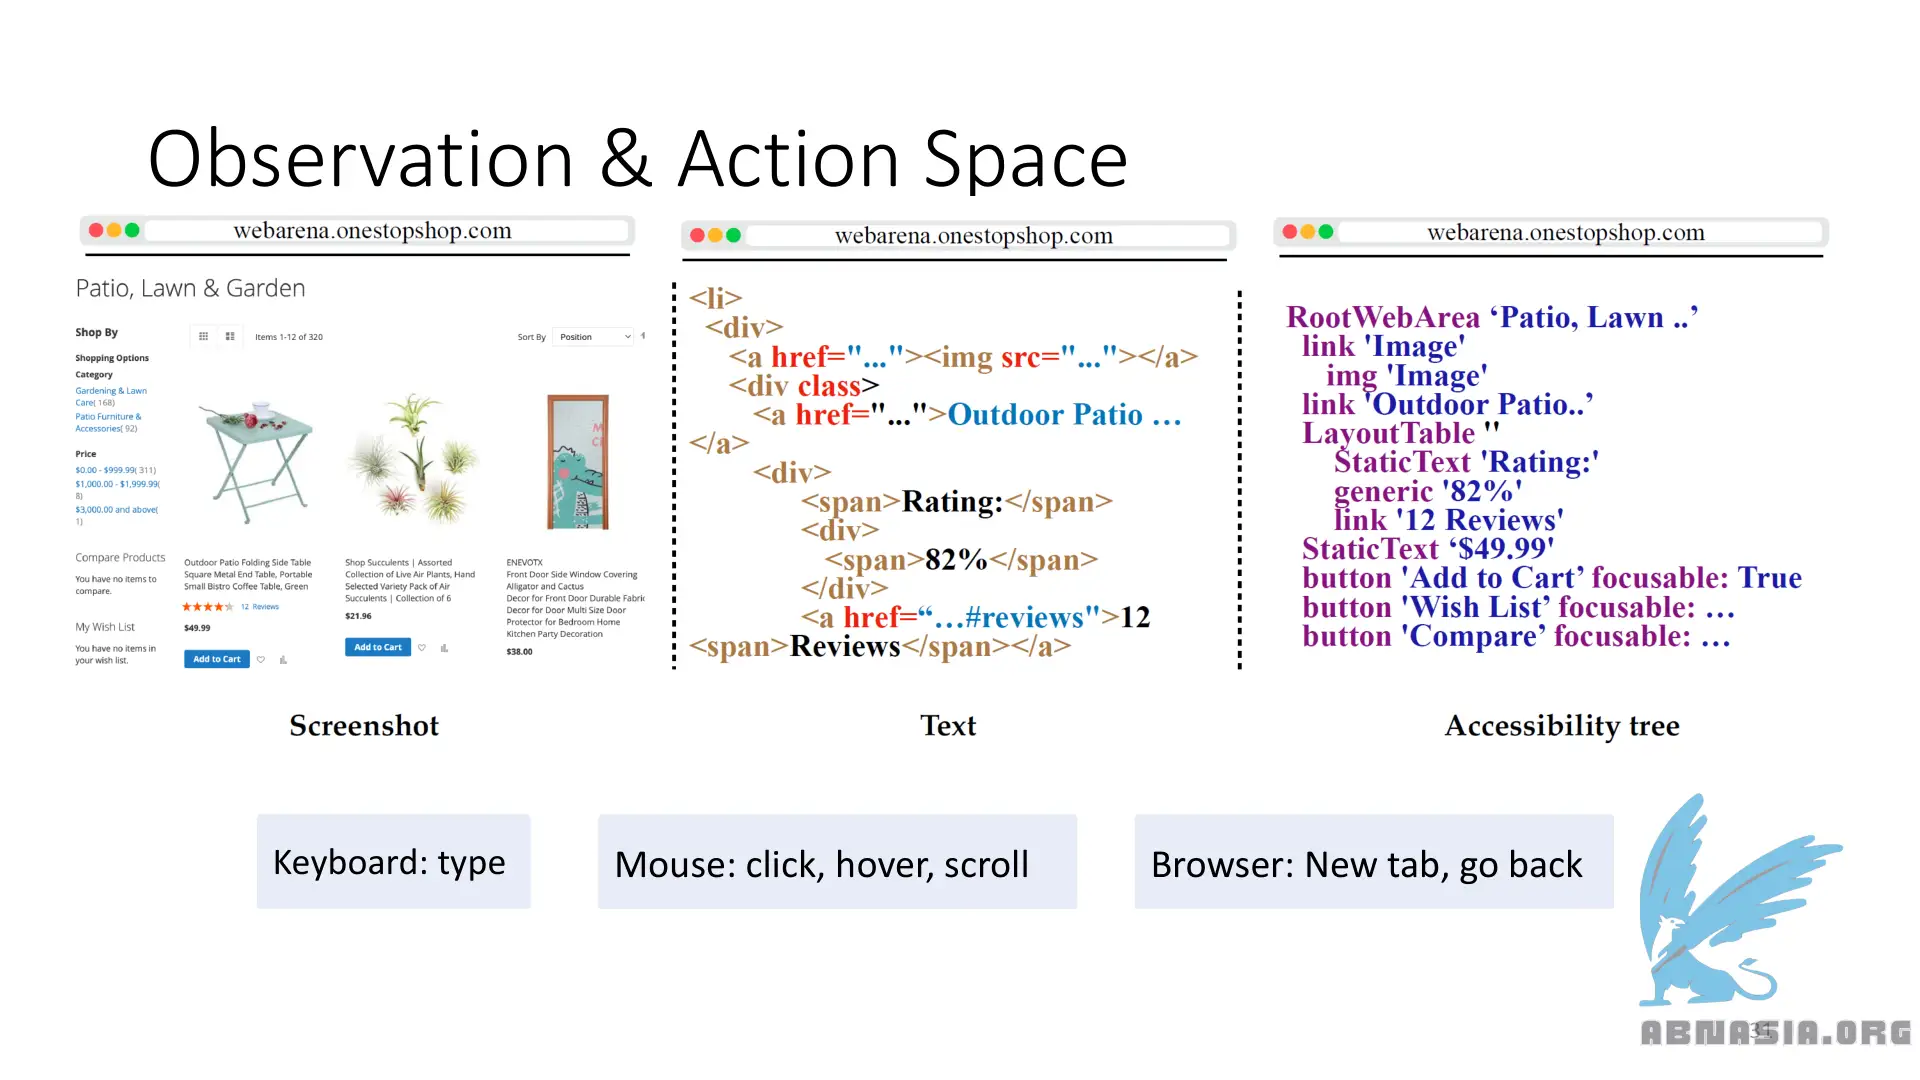 Observation & Action Space
webarena.onestopshop.com
Patio, Lawn & Garden
Shop By
Shopping Options
Category
Gardening & Lawn
Care( 168)
Patio Furniture &
Accessories( 92)
Price
$0.00 - $999.99( 311)
$1,000.00 - $1,999.99(
8)
$3,000.00 and above(
1)
Compare Products
You have no items to
compare.
My Wish List
You have no items in
your wish list.
Items 1-12 of 320
Sort By Position
Outdoor Patio Folding Side Table
Square Metal End Table, Portable
Small Bistro Coffee Table, Green
12 Reviews
$49.99
Add to Cart
Shop Succulents | Assorted
Collection of Live Air Plants, Hand
Selected Variety Pack of Air
Succulents | Collection of 6
$21.96
Add to Cart
ENEVOTX
Front Door Side Window Covering
Alligator and Cactus
Decor for Front Door Durable Fabric
Decor for Door Multi Size Door
Protector for Bedroom Home
Kitchen Party Decoration
$38.00
Screenshot
webarena.onestopshop.com
<li>
<div>
<a href="..."><img src="..."></a>
<div class>
<a href="...">Outdoor Patio …
</a>
<div>
<span>Rating:</span>
<div>
<span>82%</span>
</div>
<a href=“…#reviews">12
<span>Reviews</span></a>
Text
webarena.onestopshop.com
RootWebArea ‘Patio, Lawn ..’
link 'Image'
img 'Image'
link 'Outdoor Patio..’
LayoutTable ''
StaticText 'Rating:'
generic '82%'
link '12 Reviews'
StaticText ‘$49.99'
button 'Add to Cart’ focusable: True
button 'Wish List’ focusable: …
button 'Compare’ focusable: …
Accessibility tree
Keyboard: type
Mouse: click, hover, scroll
Browser: New tab, go back
31
ABNASIA.ORG